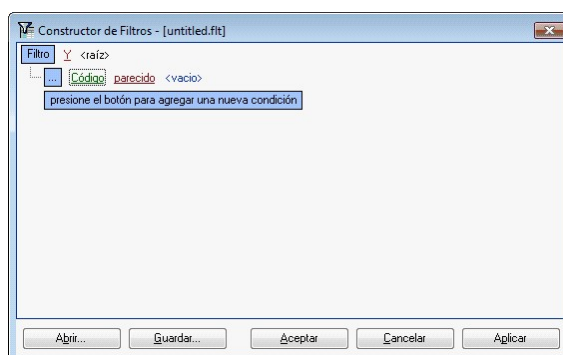 Constructor de Filtros - [untitled.flt]
Filtro Y <raíz>
... Código parecido <vacio>
presione el botón para agregar una nueva condición
Abrir... Guardar... Aceptar Cancelar Aplicar